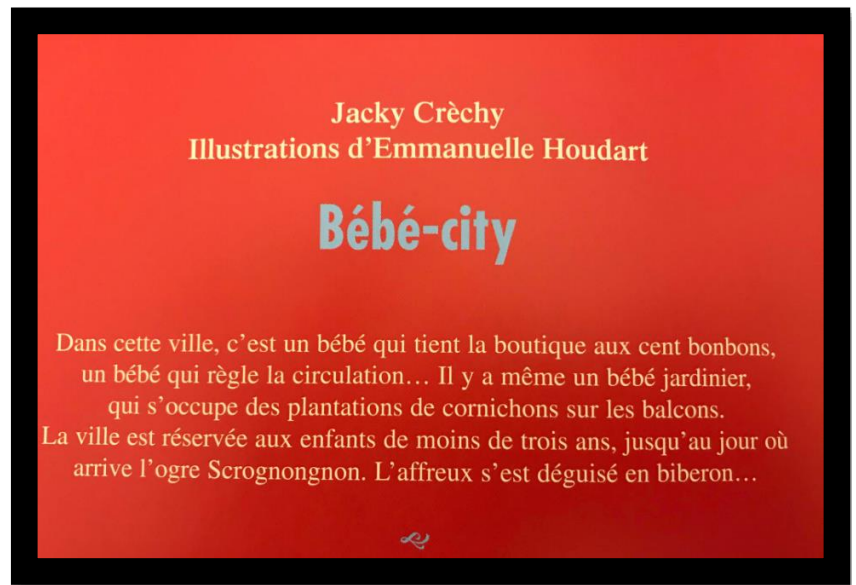 Jacky Crèchy
Illustrations d’Emmanuelle Houdart
Bébé-city
Dans cette ville, c’est un bébé qui tient la boutique aux cent bonbons,
un bébé qui règle la circulation… Il y a même un bébé jardinier,
qui s’occupe des plantations de cornichons sur les balcons.
La ville est réservée aux enfants de moins de trois ans, jusqu’au jour où
arrive l’ogre Scrognongnon. L’affreux s’est déguisé en biberon…